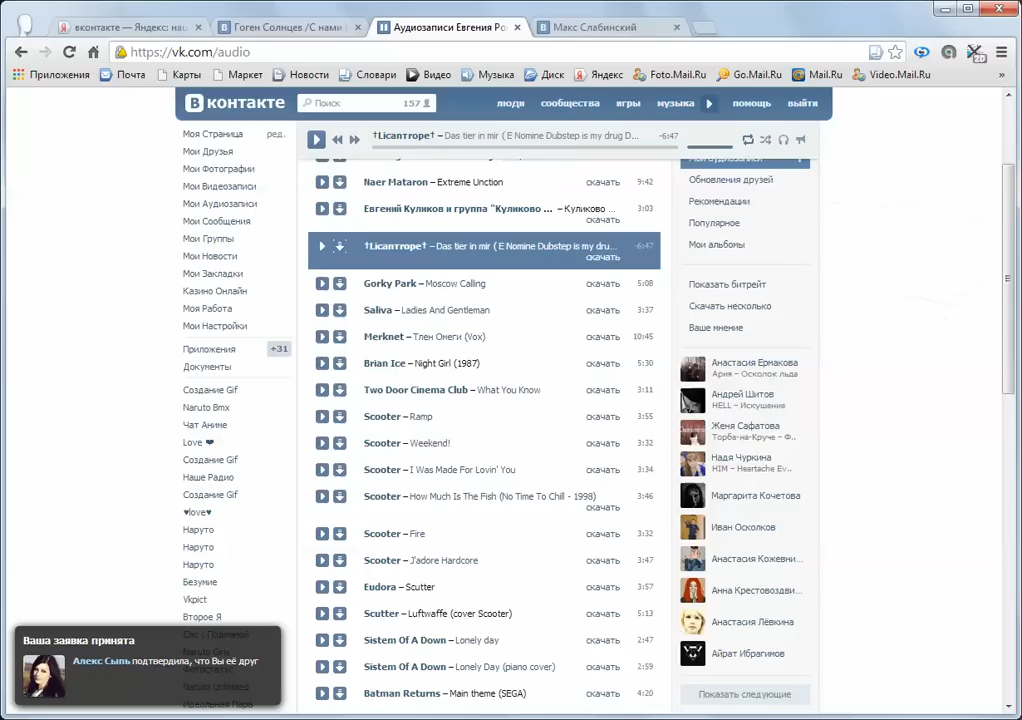 вконтакте — Яндекс: наш
Гоген Солнцев /С нами
Аудиозаписи Евгения Ро
Макс Слабинский
https://vk.com/audio
Приложения Почта Карты Маркет Новости Словари Видео Музыка Диск Яндекс Foto.Mail.Ru Go.Mail.Ru Mail.Ru Video.Mail.Ru »
В контакте Поиск 157 люди сообщества игры музыка помощь выйти
†Licanтrope† – Das tier in mir ( E Nomine Dubstep is my drug D... -6:47
Моя Страница ред.
Мои Друзья
Мои Фотографии
Мои Видеозаписи
Мои Аудиозаписи
Мои Сообщения
Мои Группы
Мои Новости
Мои Закладки
Казино Онлайн
Моя Работа
Мои Настройки
Приложения +31
Документы
Создание Gif
Naruto Bmx
Чат Аниме
Love ❤
Создание Gif
Наше Радио
Создание Gif
♥love♥
Наруто
Наруто
Наруто
Безумие
Vkpict
Второе Я
Naruto Unlimited
Идеальная Пара
Naer Mataron – Extreme Unction скачать 9:42
Евгений Куликов и группа "Куликово ... – Куликово ... 3:03
скачать
†Licanтrope† – Das tier in mir ( E Nomine Dubstep is my dru... -6:47
скачать
Gorky Park – Moscow Calling скачать 5:08
Saliva – Ladies And Gentleman скачать 3:37
Merknet – Тлен Омеги (Vox) скачать 10:45
Brian Ice – Night Girl (1987) скачать 5:30
Two Door Cinema Club – What You Know скачать 3:11
Scooter – Ramp скачать 3:55
Scooter – Weekend! скачать 3:32
Scooter – I Was Made For Lovin' You скачать 3:34
Scooter – How Much Is The Fish (No Time To Chill - 1998) 3:46
скачать
Scooter – Fire скачать 3:32
Scooter – J'adore Hardcore скачать 3:47
Eudora – Scutter скачать 3:57
Scutter – Luftwaffe (cover Scooter) скачать 5:13
Sistem Of A Down – Lonely day скачать 2:47
Sistem Of A Down – Lonely Day (piano cover) скачать 2:59
Batman Returns – Main theme (SEGA) скачать 4:20
Мои аудиозаписи
Обновления друзей
Рекомендации
Популярное
Мои альбомы
Показать битрейт
Скачать несколько
Ваше мнение
Анастасия Ермакова
Ария – Осколок льда
Андрей Шитов
HELL – Искушение
Женя Сафатова
Торба-на-Круче – Ф..
Надя Чуркина
HIM – Heartache Ev..
Маргарита Кочетова
Иван Осколков
Анастасия Кожевни...
Анна Крестовоздви...
Анастасия Лёвкина
Айрат Ибрагимов
Показать следующие
Ваша заявка принята
Алекс Сыпь подтвердила, что Вы её друг